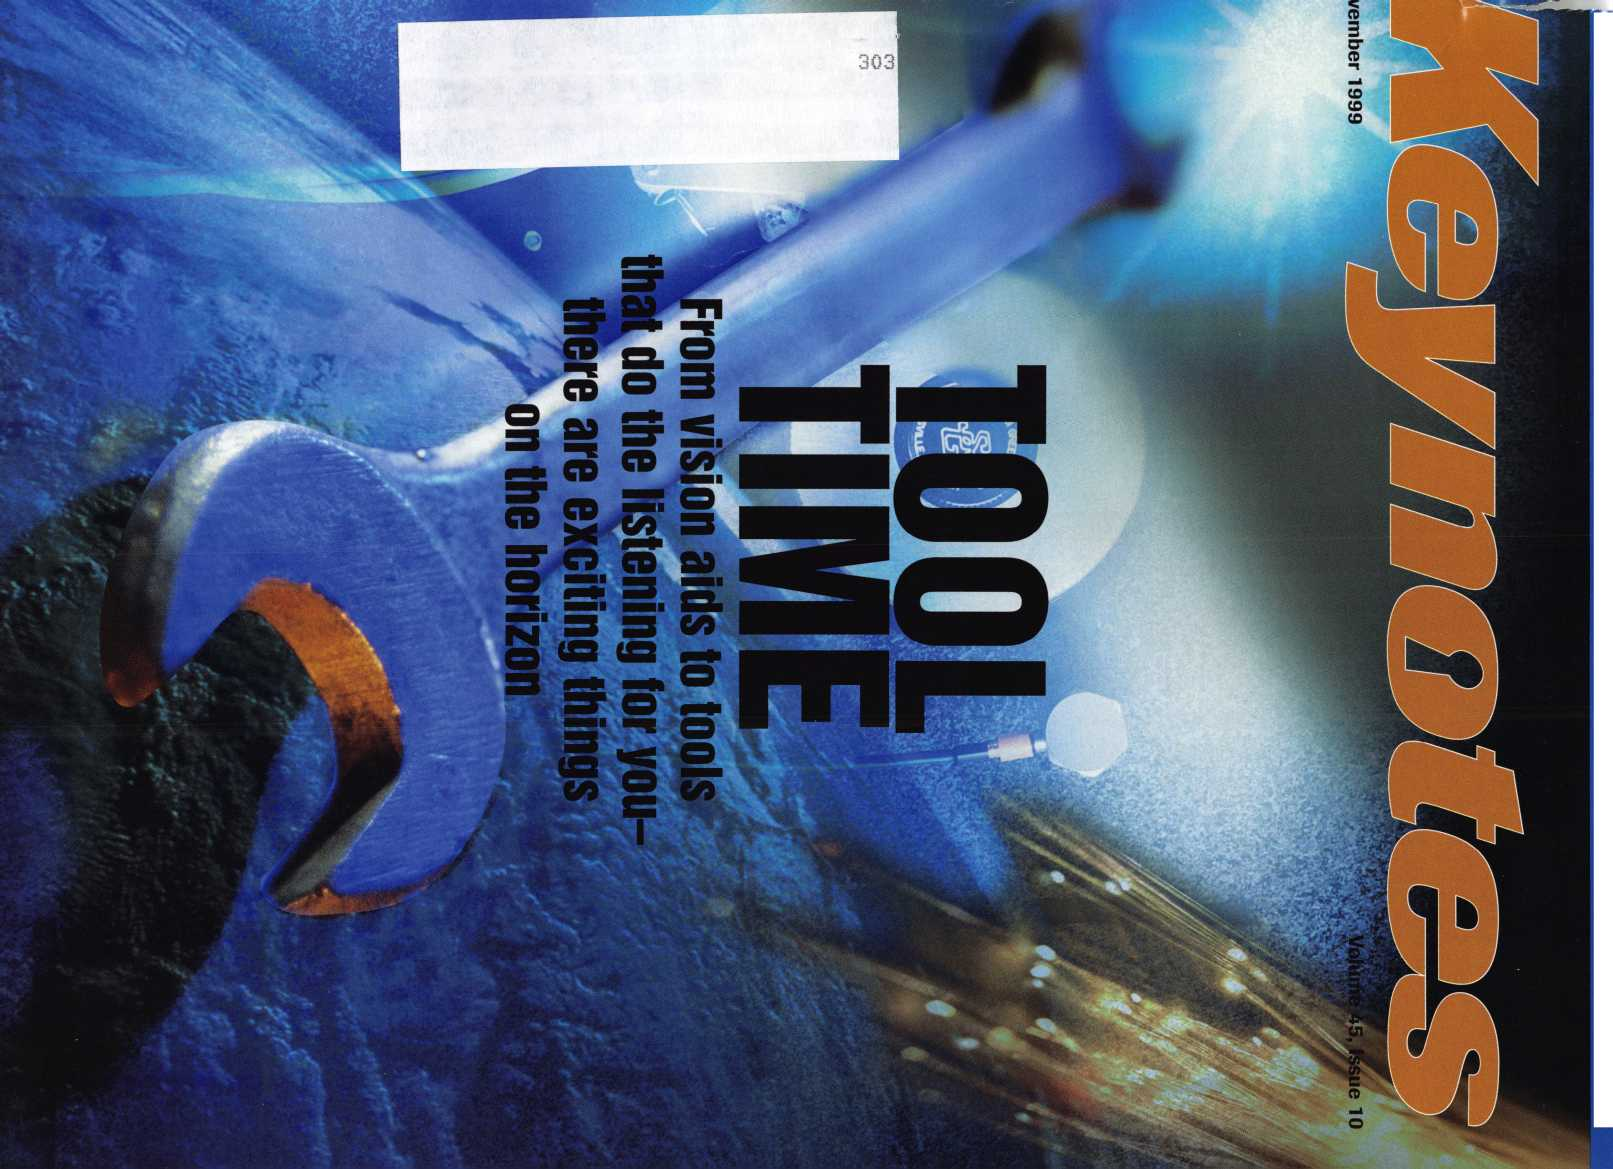 Keynotes
vember 1999
Volume 45, Issue 10
TOOL
TIME
From vision aids to tools
that do the listening for you–
there are exciting things
on the horizon
303